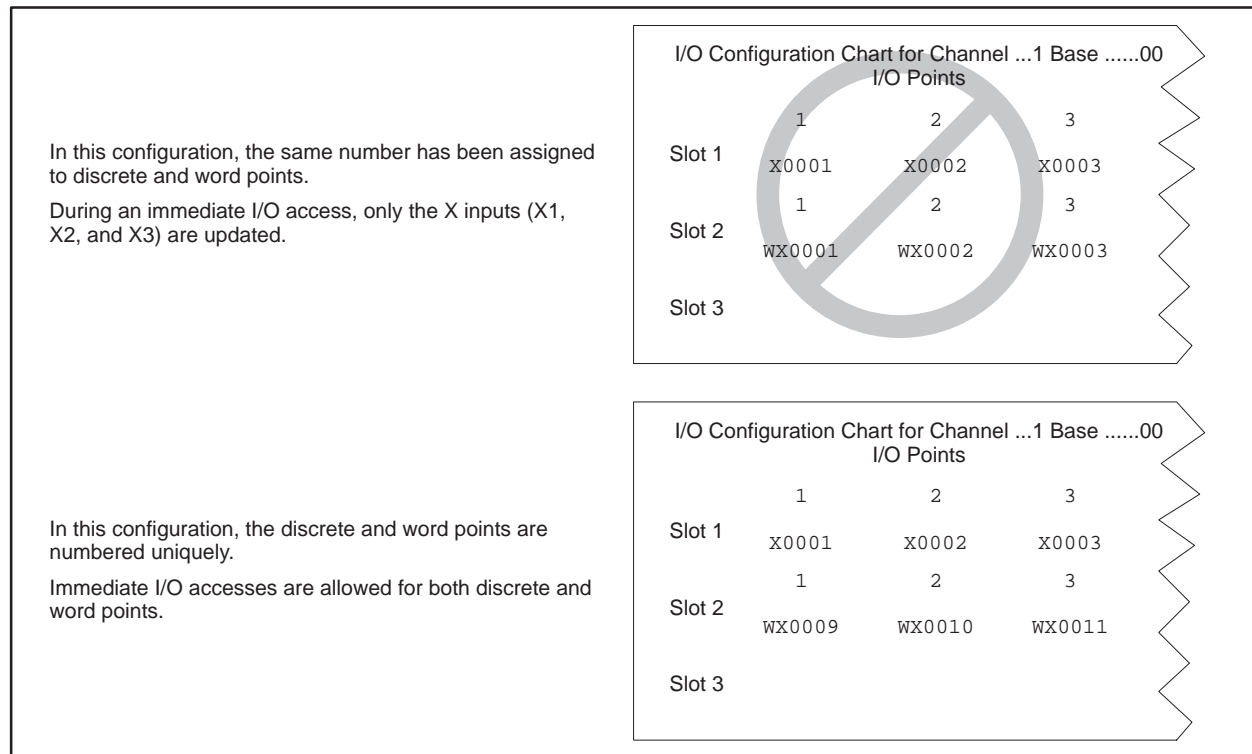 In this configuration, the same number has been assigned
to discrete and word points.
During an immediate I/O access, only the X inputs (X1,
X2, and X3) are updated.
I/O Configuration Chart for Channel ...1 Base ......00
I/O Points
1 2 3
Slot 1
X0001 X0002 X0003
1 2 3
Slot 2
WX0001 WX0002 WX0003
Slot 3
In this configuration, the discrete and word points are
numbered uniquely.
Immediate I/O accesses are allowed for both discrete and
word points.
I/O Configuration Chart for Channel ...1 Base ......00
I/O Points
1 2 3
Slot 1
X0001 X0002 X0003
1 2 3
Slot 2
WX0009 WX0010 WX0011
Slot 3